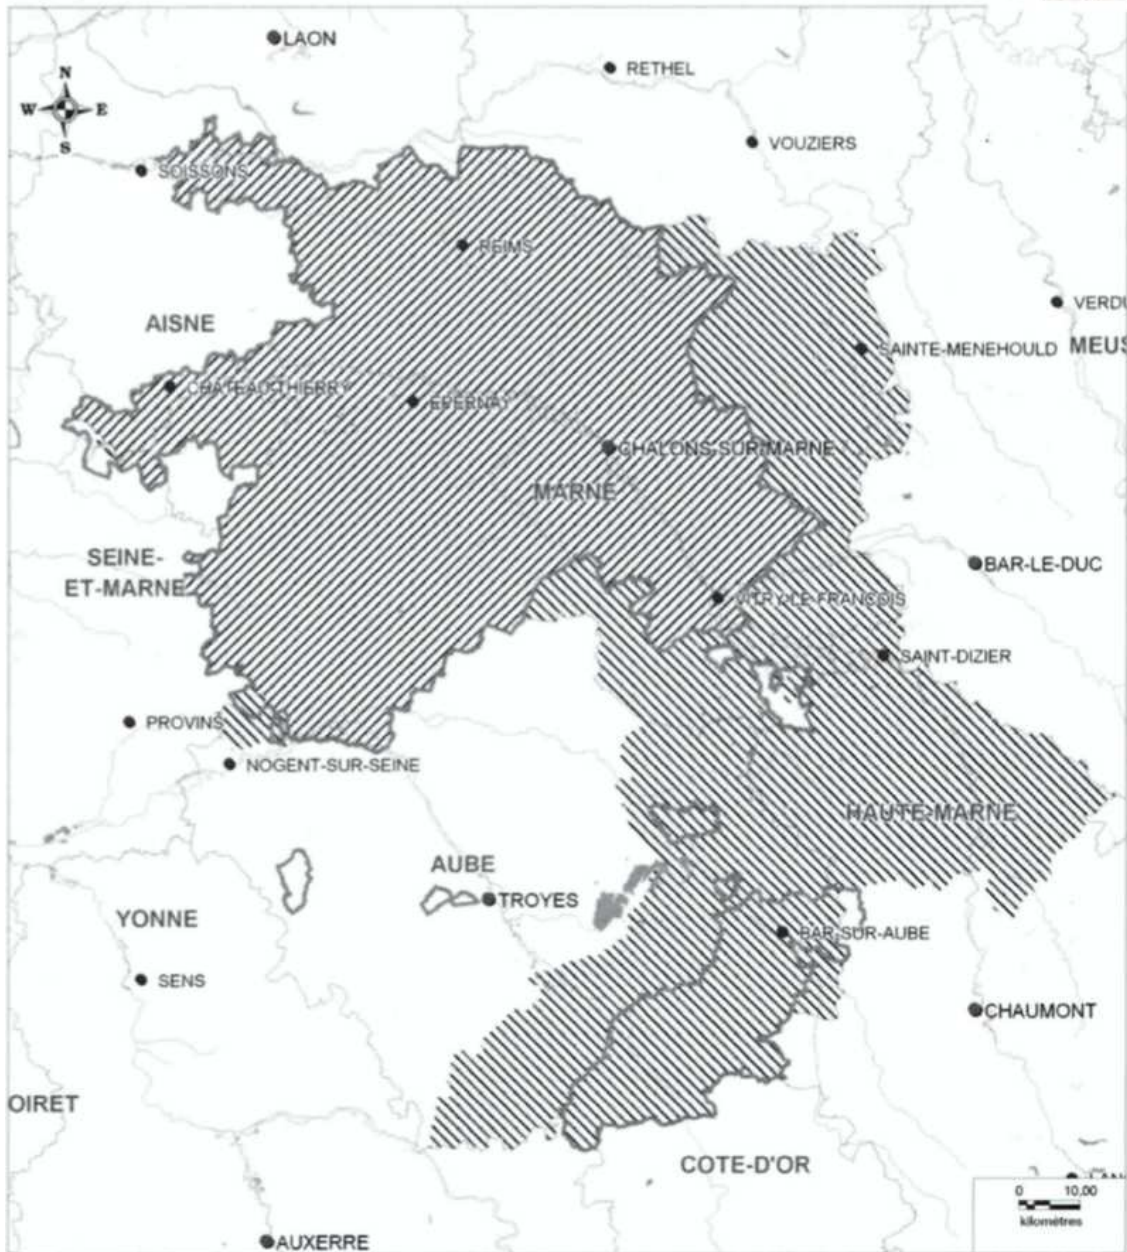 LAON
RETHEL
N
W E
S
VOUZIERS
SOISSONS
REIMS
VERDU
AISNE
SAINTE-MENEHOULD
MEUS
CHATEAU-THIERRY
EPERNAY
CHALONS-SUR-MARNE
MARNE
SEINE-
ET-MARNE
BAR-LE-DUC
VITRY-LE-FRANCOIS
SAINT-DIZIER
PROVINS
NOGENT-SUR-SEINE
HAUTE-MARNE
AUBE
TROYES
YONNE
BAR-SUR-AUBE
SENS
CHAUMONT
OIRET
COTE-D'OR
LAN
0 10,00
kilomètres
AUXERRE